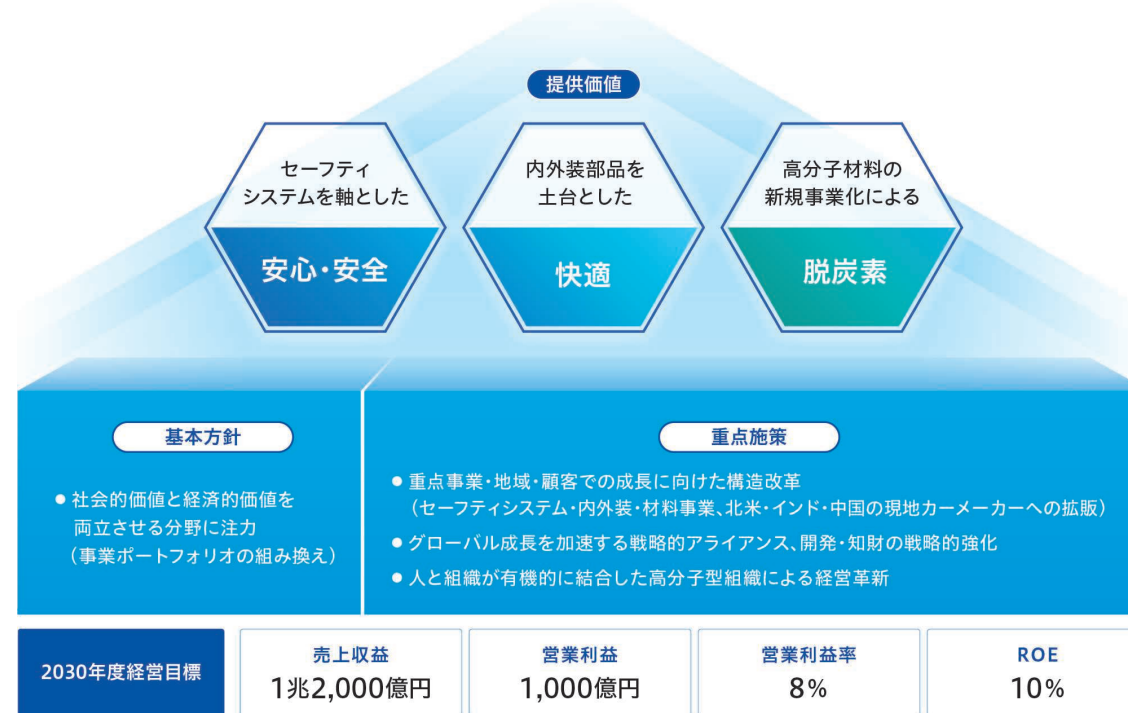 提供価値
セーフティ
システムを軸とした
安心・安全
内外装部品を
土台とした
快適
高分子材料の
新規事業化による
脱炭素
基本方針
● 社会的価値と経済的価値を
両立させる分野に注力
（事業ポートフォリオの組み換え）
重点施策
● 重点事業・地域・顧客での成長に向けた構造改革
（セーフティシステム・内外装・材料事業、北米・インド・中国の現地カーメーカーへの拡販）
● グローバル成長を加速する戦略的アライアンス、開発・知財の戦略的強化
● 人と組織が有機的に結合した高分子型組織による経営革新
2030年度経営目標
売上収益
1兆2,000億円
営業利益
1,000億円
営業利益率
8%
ROE
10%